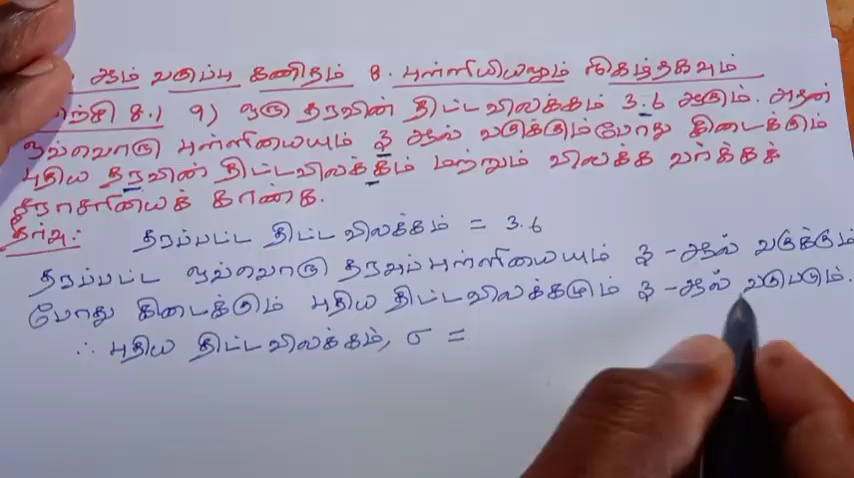 ஆம் வகுப்பு கணிதம் 8. புள்ளியியலும் நிகழ்தகவும்
ற்சி 8.1 9) ஒரு தரவின் திட்டவிலக்கம் 3.6 ஆகும். அதன்
ஒவ்வொரு புள்ளியையும் 3 ஆல் வகுக்கும்போது கிடைக்கும்
புதிய தரவின் திட்டவிலக்கம் மற்றும் விலக்க வர்க்கச்
சராசரியைக் காண்க.
தீர்வு: தரப்பட்ட திட்டவிலக்கம் = 3.6
தரப்பட்ட ஒவ்வொரு தரவுப்புள்ளியையும் 3 -ஆல் வகுக்கும்
போது கிடைக்கும் புதிய திட்டவிலக்கமும் 3 -ஆல் வகுபடும்.
∴ புதிய திட்டவிலக்கம், σ =